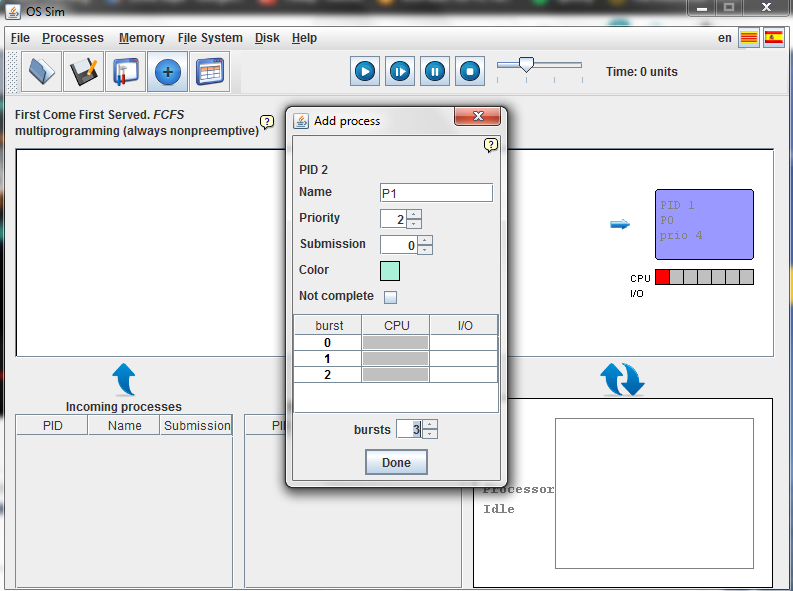 OS Sim
File Processes Memory File System Disk Help en
Time: 0 units
First Come First Served. FCFS
multiprogramming (always nonpreemptive) ?
Add process
?
PID 2
Name P1
Priority 2
Submission 0
Color
Not complete
burst CPU I/O
0
1
2
bursts 3
Done
PID 1
P0
prio 4
CPU
I/O
Incoming processes
PID Name Submission
Processor
Idle